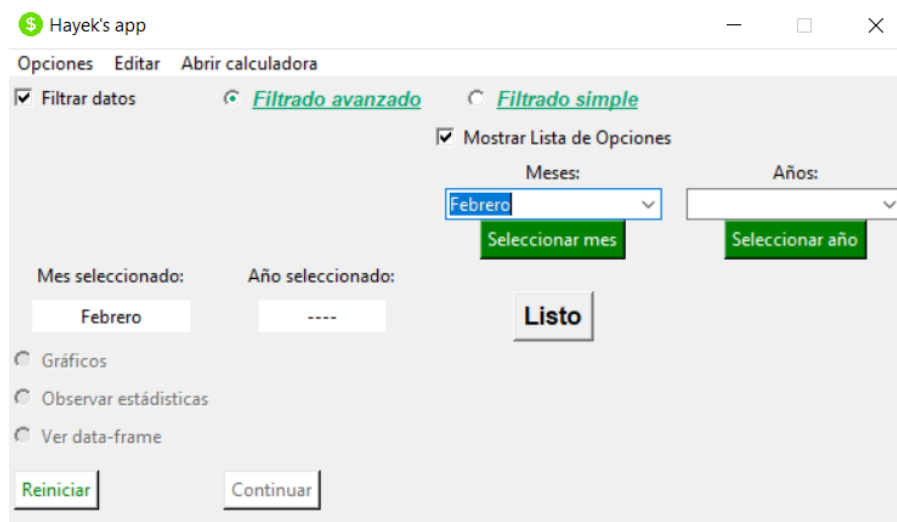 $ Hayek's app
Opciones Editar Abrir calculadora
Filtrar datos Filtrado avanzado Filtrado simple
Mostrar Lista de Opciones
Meses: Años:
Febrero
Seleccionar mes Seleccionar año
Mes seleccionado: Año seleccionado:
Febrero ---- Listo
Gráficos
Observar estádisticas
Ver data-frame
Reiniciar Continuar